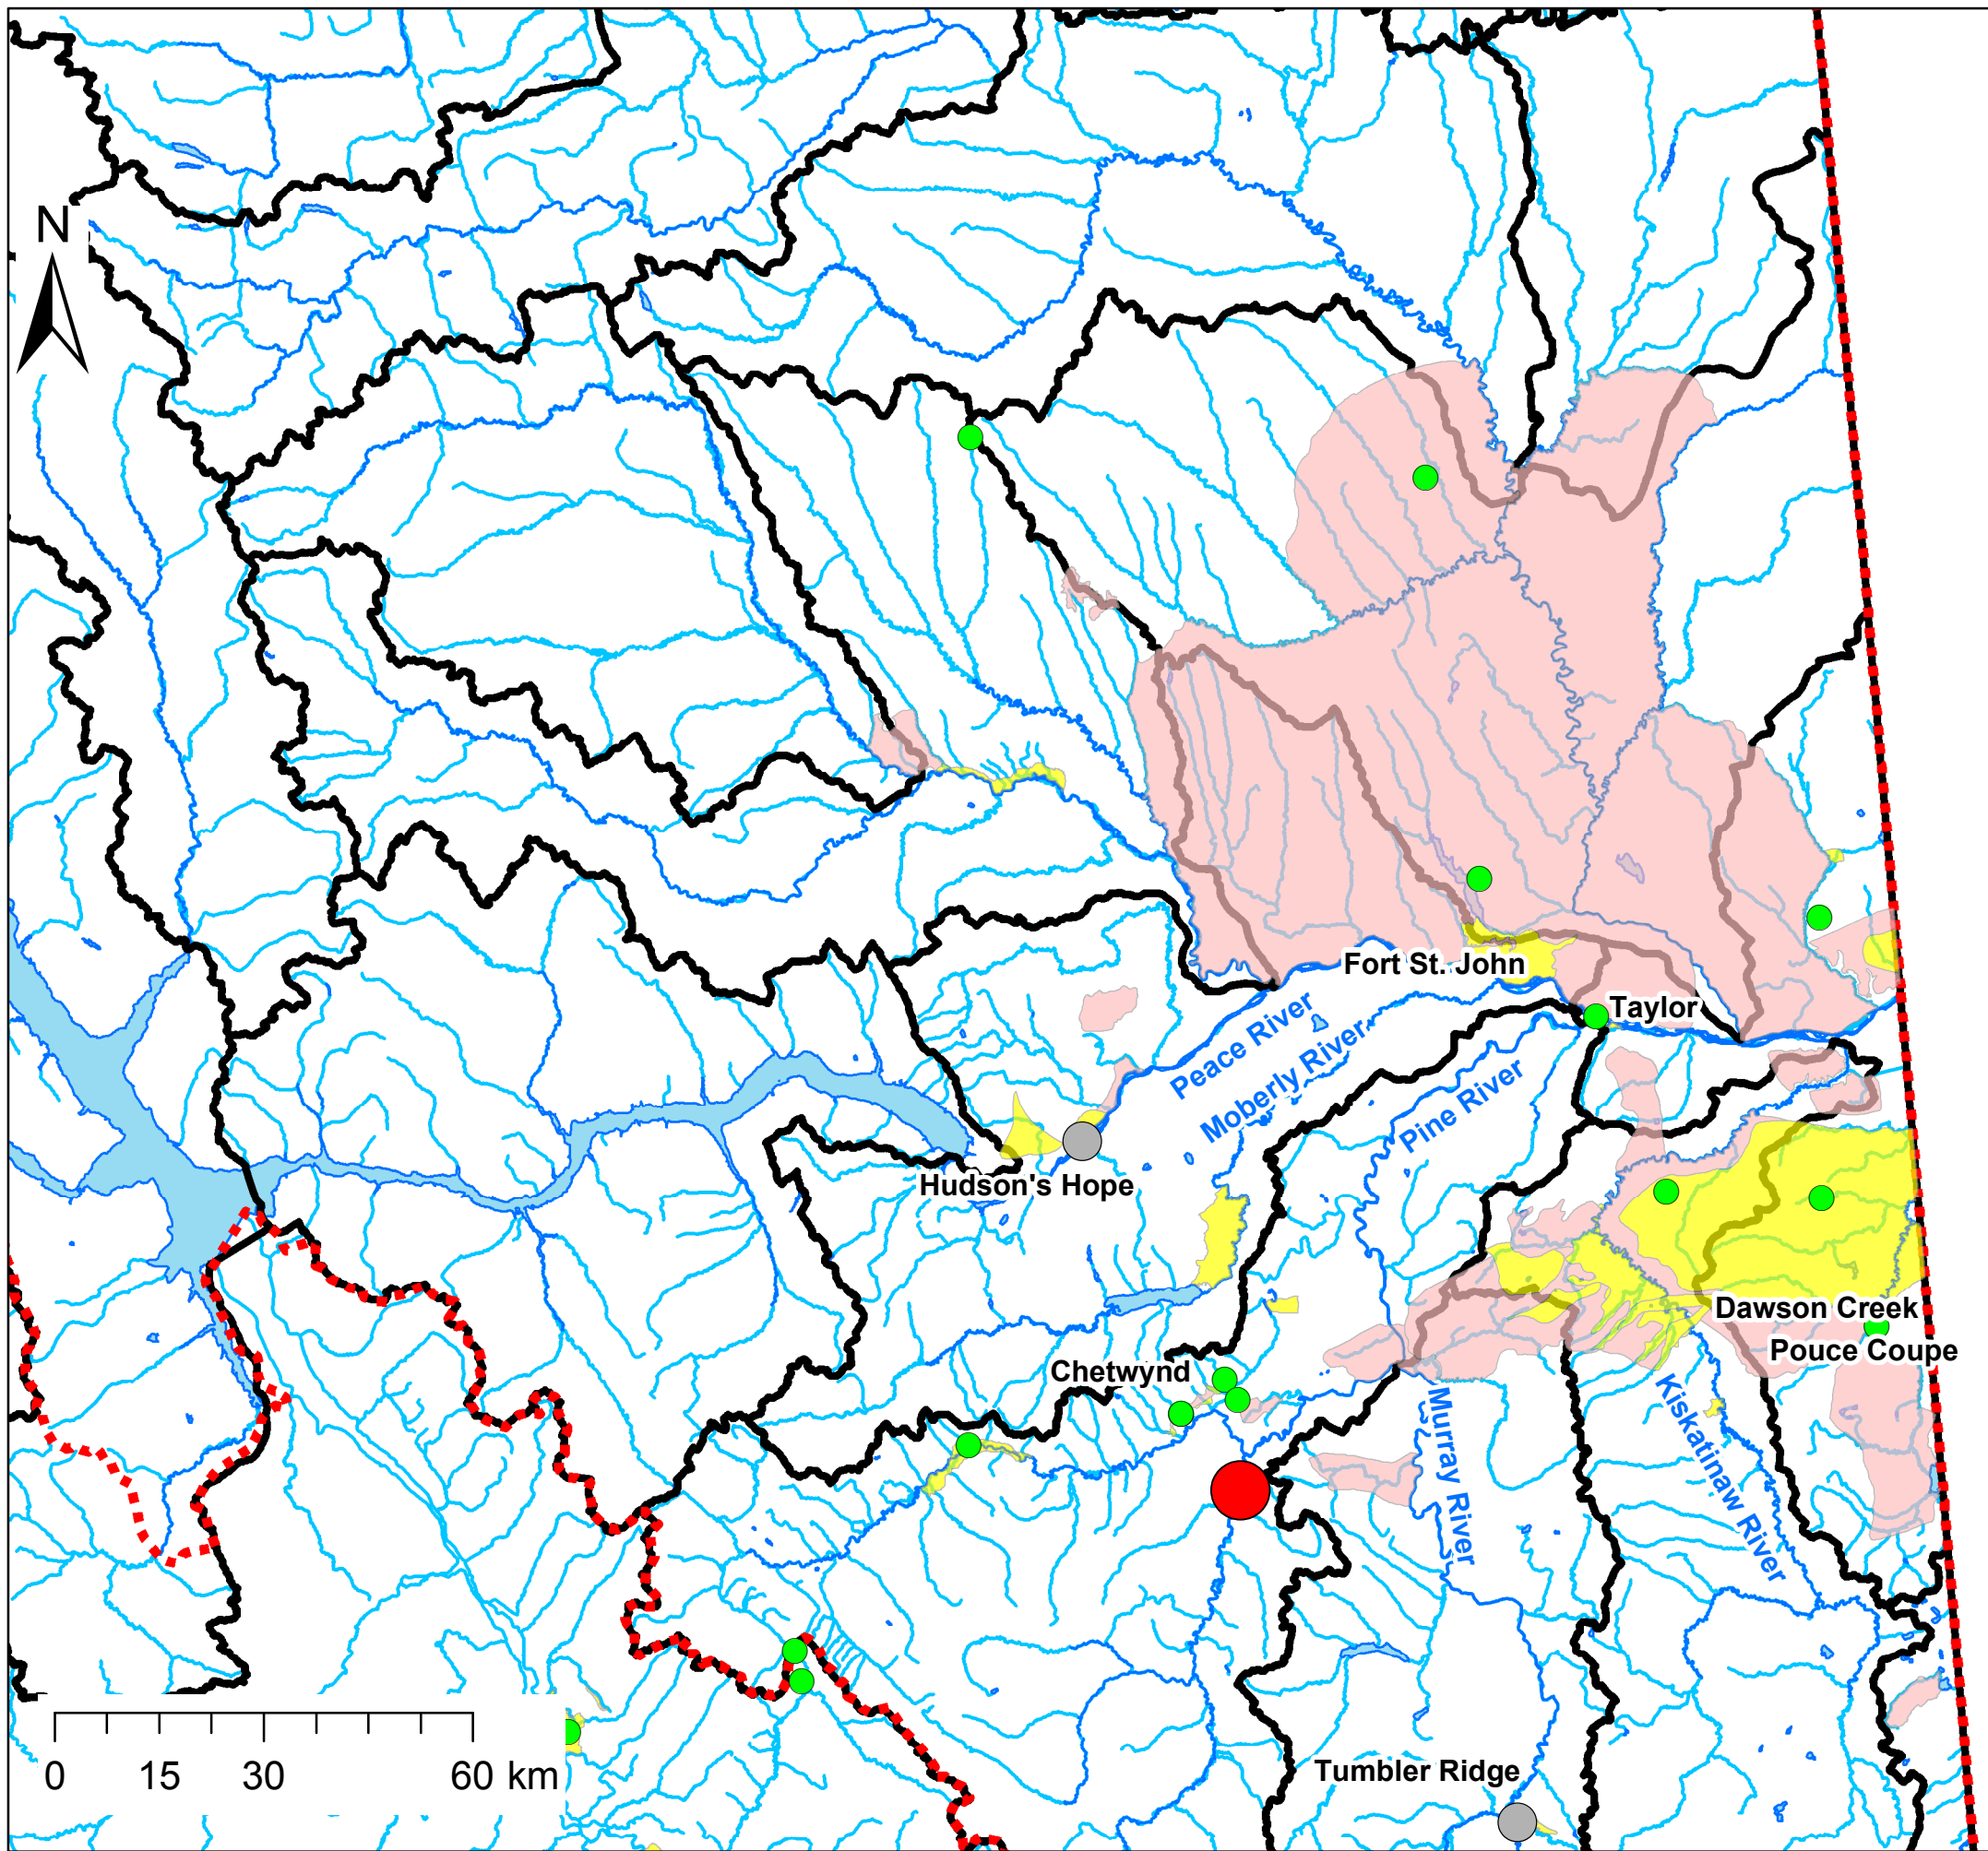 N
Fort St. John
Taylor
Peace River
Moberly River
Pine River
Hudson's Hope
Dawson Creek
Pouce Coupe
Chetwynd
Murray River
Kiskatinaw River
Tumbler Ridge
0 15 30 60 km